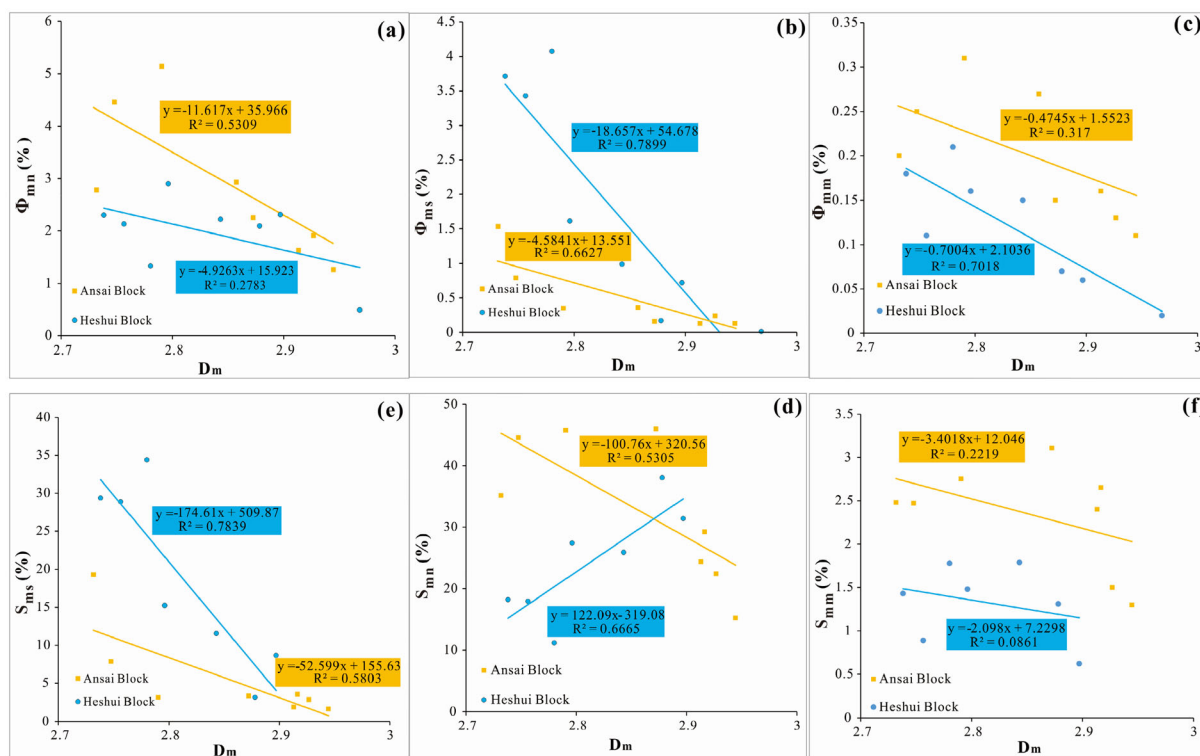 (a)
6
5
4
3
2
1
0
Φmn (%)
y =-11.617x + 35.966
R² = 0.5309
y =-4.9263x + 15.923
R² = 0.2783
Ansai Block
Heshui Block
2.7 2.8 2.9 3
Dm
(b)
4.5
4
3.5
3
2.5
2
1.5
1
0.5
0
Φms (%)
y =-18.657x + 54.678
R² = 0.7899
y =-4.5841x+ 13.551
R² = 0.6627
Ansai Block
Heshui Block
2.7 2.8 2.9 3
Dm
(c)
0.35
0.3
0.25
0.2
0.15
0.1
0.05
0
Φmm (%)
y =-0.4745x + 1.5523
R² = 0.317
y =-0.7004x + 2.1036
R² = 0.7018
Ansai Block
Heshui Block
2.7 2.8 2.9 3
Dm
(e)
40
35
30
25
20
15
10
5
0
Sms (%)
y =-174.61x + 509.87
R² = 0.7839
y =-52.599x + 155.63
R² = 0.5803
Ansai Block
Heshui Block
2.7 2.8 2.9 3
Dm
(d)
50
40
30
20
10
0
Smn (%)
y =-100.76x + 320.56
R² = 0.5305
y = 122.09x-319.08
R² = 0.6665
Ansai Block
Heshui Block
2.7 2.8 2.9 3
Dm
(f)
3.5
3
2.5
2
1.5
1
0.5
0
Smm (%)
y =-3.4018x+ 12.046
R² = 0.2219
y =-2.098x + 7.2298
R² = 0.0861
Ansai Block
Heshui Block
2.7 2.8 2.9 3
Dm